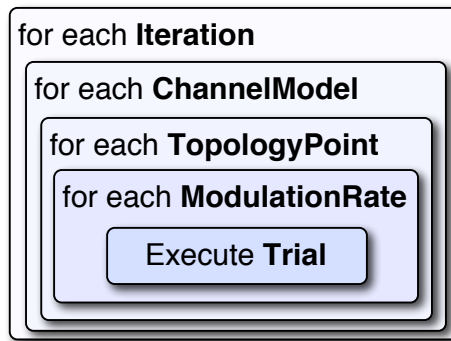 for each Iteration
for each ChannelModel
for each TopologyPoint
for each ModulationRate
Execute Trial